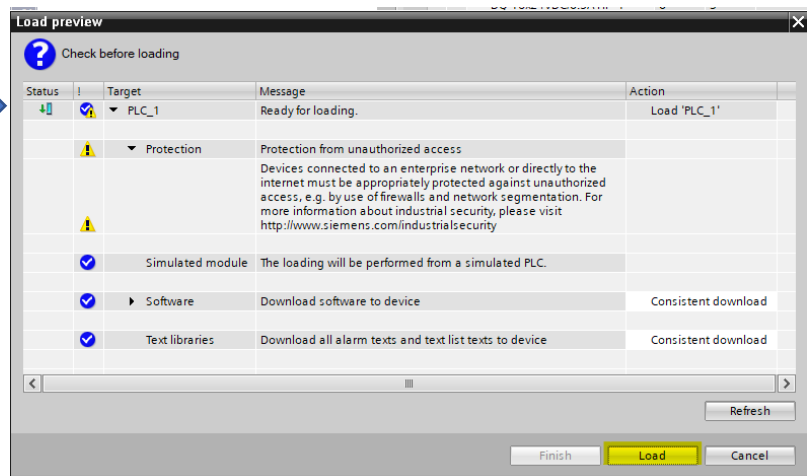 Load preview
Check before loading
Status ! Target Message Action
PLC_1 Ready for loading. Load 'PLC_1'
Protection Protection from unauthorized access
Devices connected to an enterprise network or directly to the
internet must be appropriately protected against unauthorized
access, e.g. by use of firewalls and network segmentation. For
more information about industrial security, please visit
http://www.siemens.com/industrialsecurity
Simulated module The loading will be performed from a simulated PLC.
Software Download software to device Consistent download
Text libraries Download all alarm texts and text list texts to device Consistent download
Refresh
Finish Load Cancel